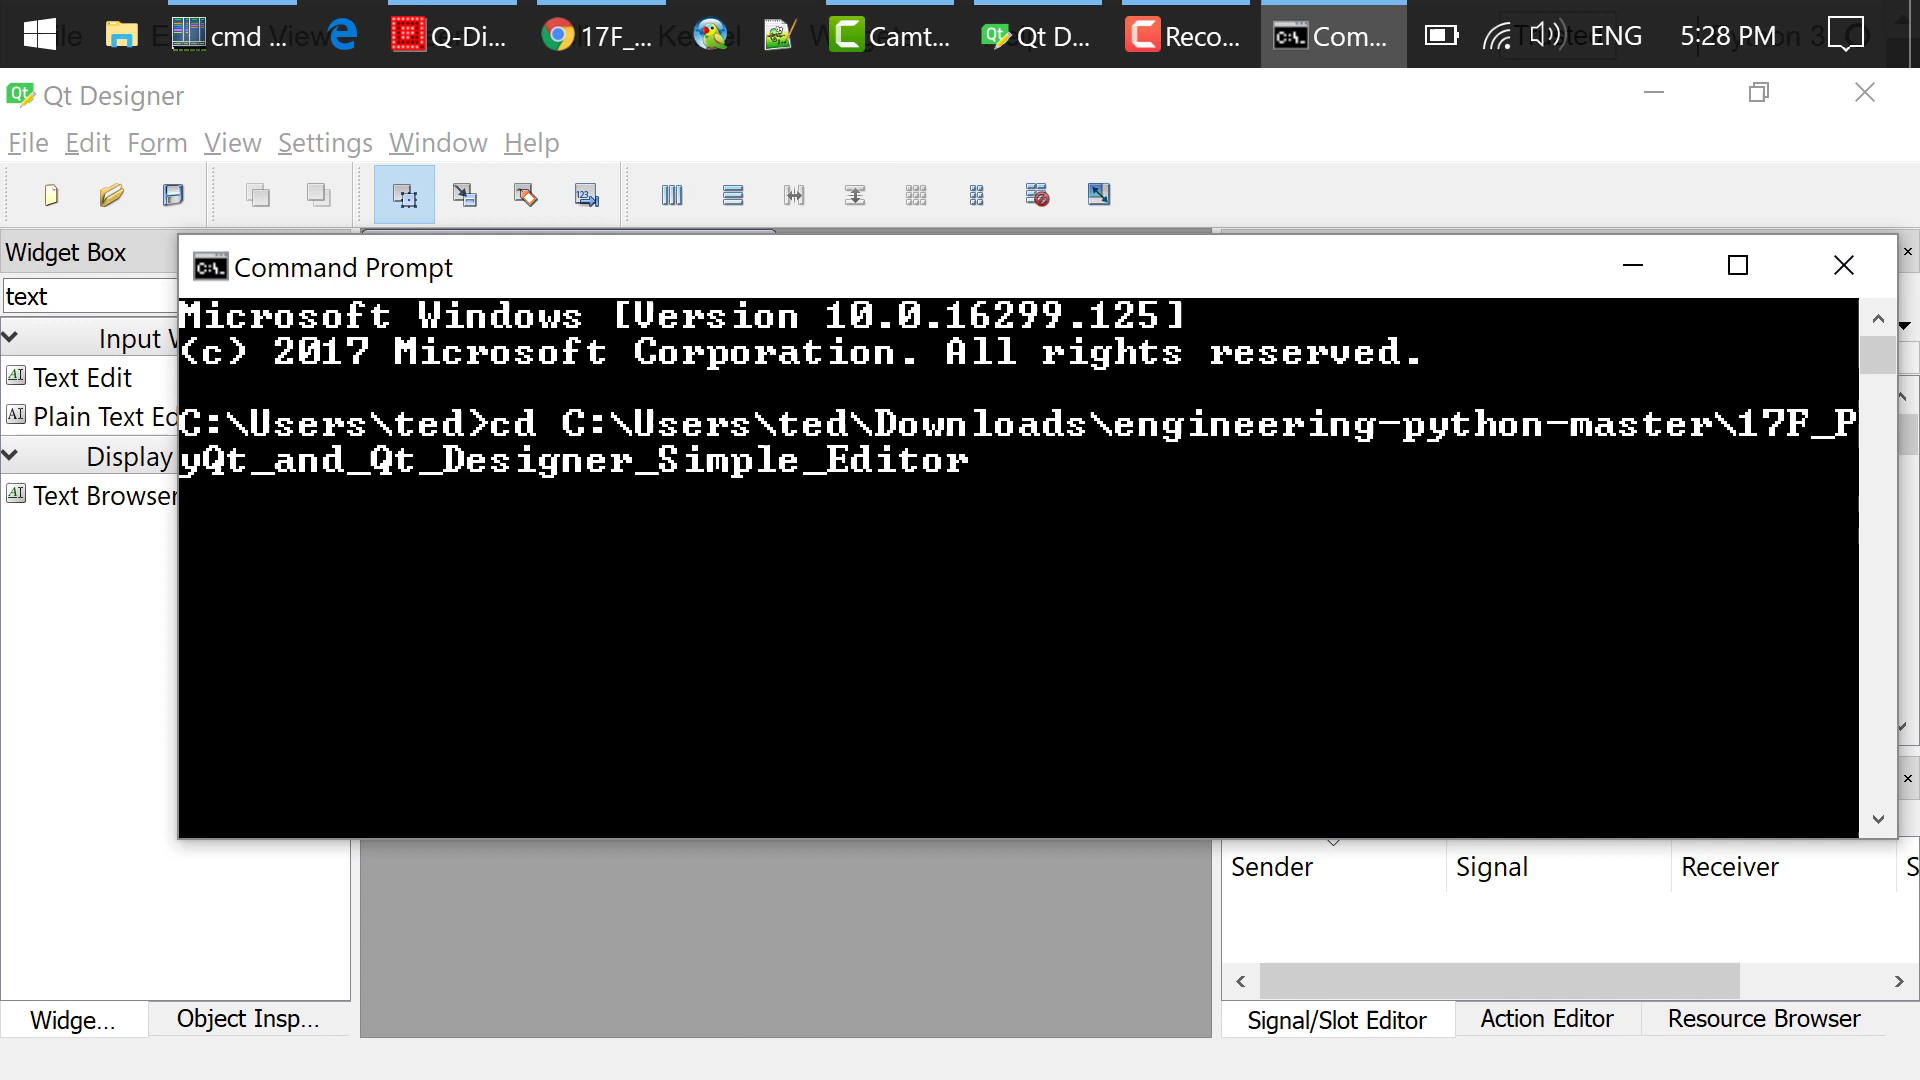 cmd ...
Q-Di...
17F_...
Camt...
Qt D...
Reco...
Com...
ENG
5:28 PM
Qt Designer
File Edit Form View Settings Window Help
Widget Box
text
Input W
Text Edit
Plain Text Ed
Display
Text Browser
Command Prompt
Microsoft Windows [Version 10.0.16299.125]
(c) 2017 Microsoft Corporation. All rights reserved.
C:\Users\ted>cd C:\Users\ted\Downloads\engineering-python-master\17F_P
yQt_and_Qt_Designer_Simple_Editor
Sender Signal Receiver S
Widge... Object Insp...
Signal/Slot Editor Action Editor Resource Browser